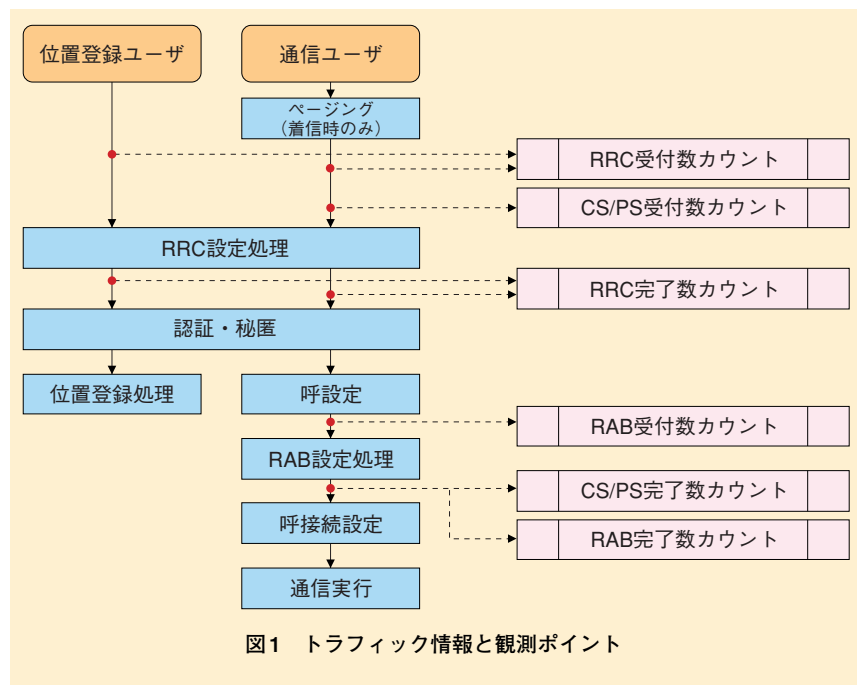 位置登録ユーザ
通信ユーザ
ページング
（着信時のみ）
RRC受付数カウント
CS/PS受付数カウント
RRC設定処理
RRC完了数カウント
認証・秘匿
位置登録処理
呼設定
RAB受付数カウント
RAB設定処理
CS/PS完了数カウント
呼接続設定
RAB完了数カウント
通信実行
図1　トラフィック情報と観測ポイント